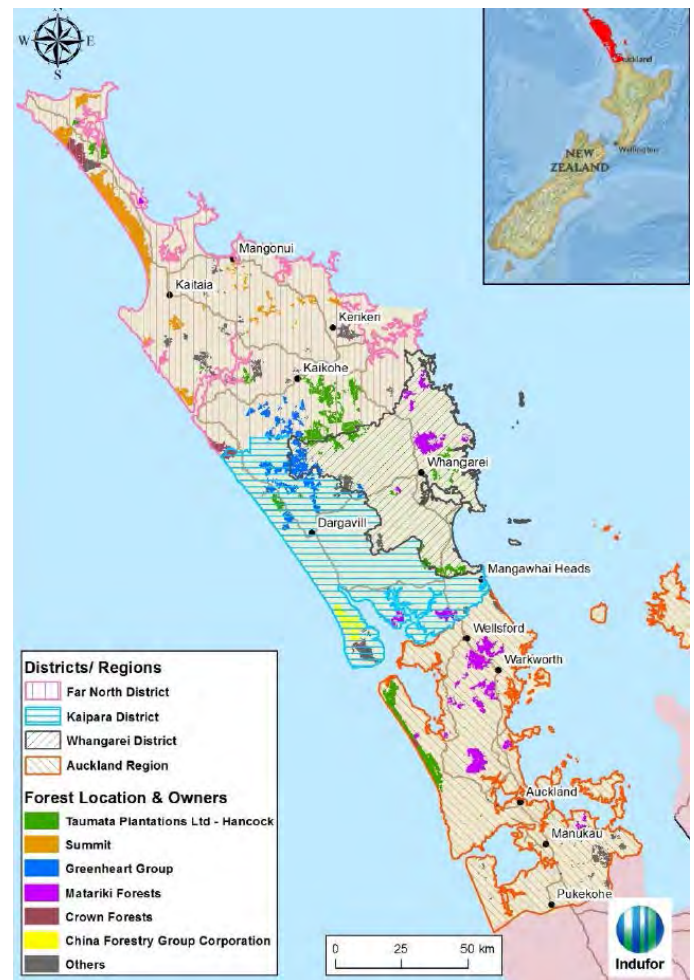 N
W E
S
Auckland
Wellington
NEW
ZEALAND
Mangonui
Kaitaia
Kerikeri
Kaikohe
Whangarei
Dargavill
Mangawhai Heads
Wellsford
Warkworth
Auckland
Manukau
Pukekohe
Districts/ Regions
Far North District
Kaipara District
Whangarei District
Auckland Region
Forest Location & Owners
Taumata Plantations Ltd - Hancock
Summit
Greenheart Group
Matariki Forests
Crown Forests
China Forestry Group Corporation
Others
0 25 50 km
Indufor